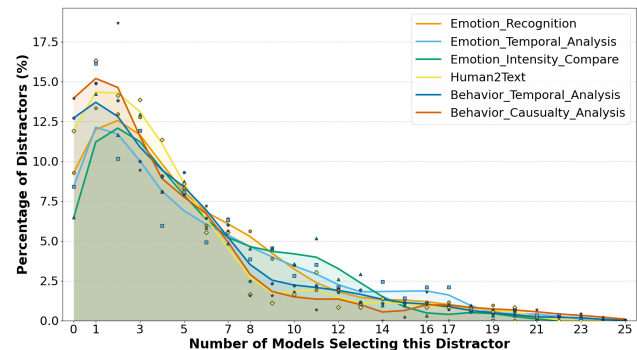 Emotion_Recognition
Emotion_Temporal_Analysis
Emotion_Intensity_Compare
Human2Text
Behavior_Temporal_Analysis
Behavior_Causualty_Analysis
Percentage of Distractors (%)
17.5
15.0
12.5
10.0
7.5
5.0
2.5
0.0
0 1 3 5 7 8 10 12 14 16 17 19 21 23 25
Number of Models Selecting this Distractor